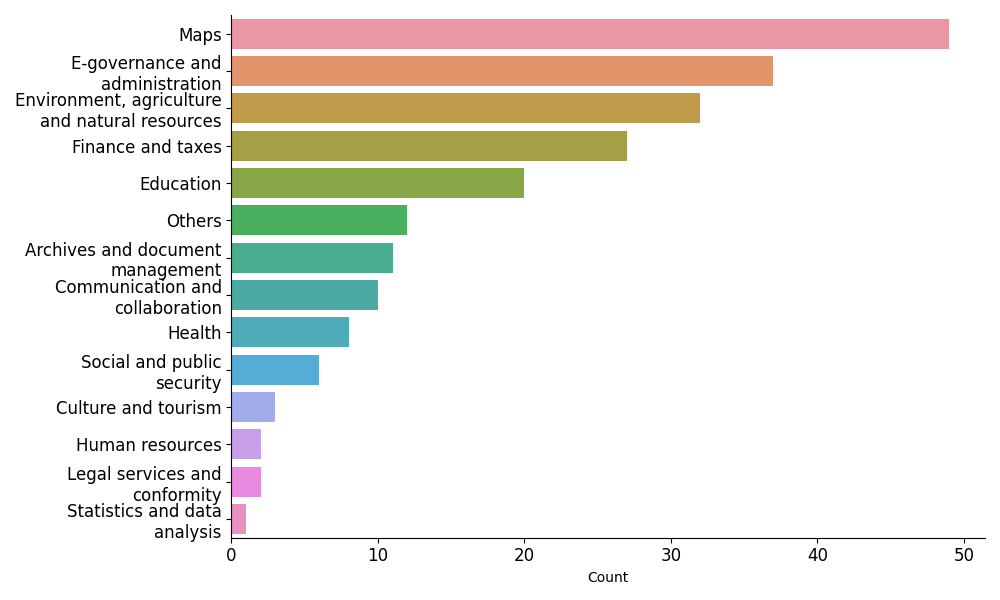 Maps
E-governance and
administration
Environment, agriculture
and natural resources
Finance and taxes
Education
Others
Archives and document
management
Communication and
collaboration
Health
Social and public
security
Culture and tourism
Human resources
Legal services and
conformity
Statistics and data
analysis
0 10 20 30 40 50
Count